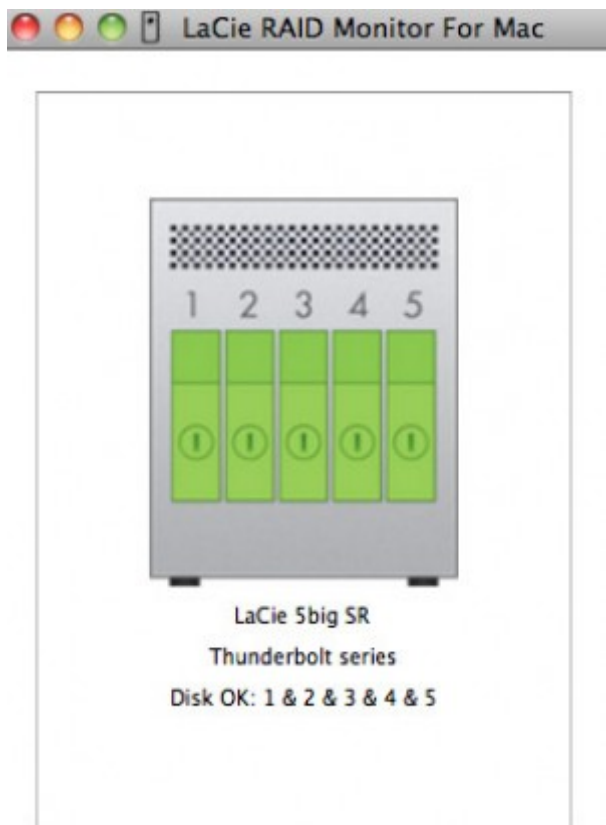 LaCie RAID Monitor For Mac
1 2 3 4 5
LaCie 5big SR
Thunderbolt series
Disk OK: 1 & 2 & 3 & 4 & 5